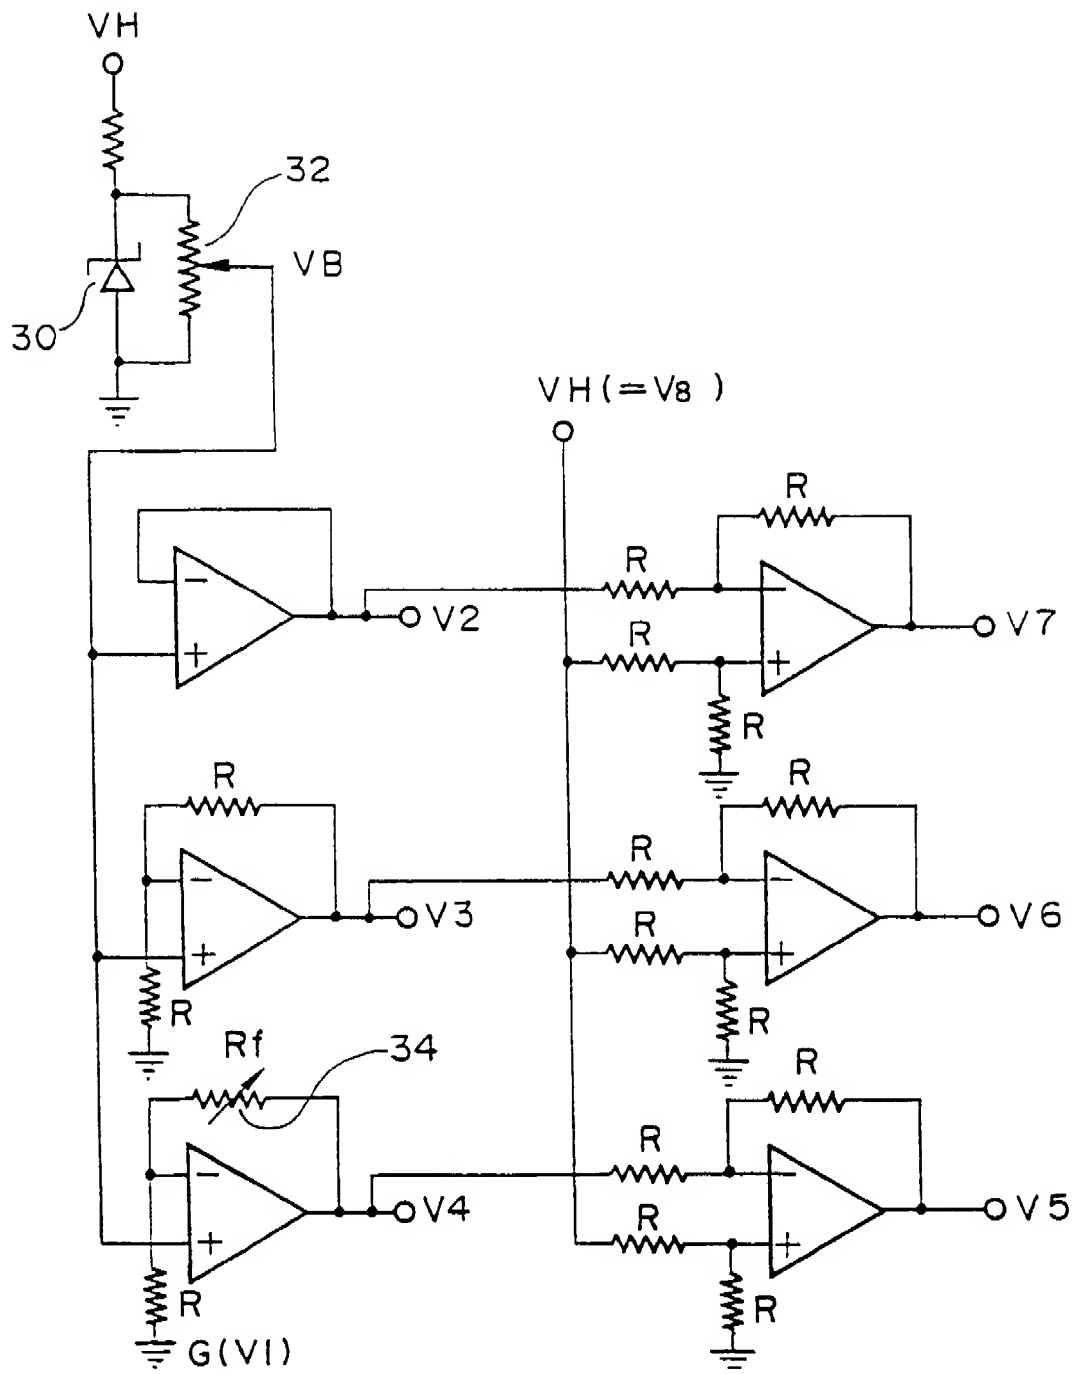 VH
32
VB
30
VH(=V8)
R
R
− V2 − V7
+ R +
R
R R
R
− V3 − V6
+ R +
R R
Rf 34 R
R
− V4 − V5
+ R +
R R
G(V1)